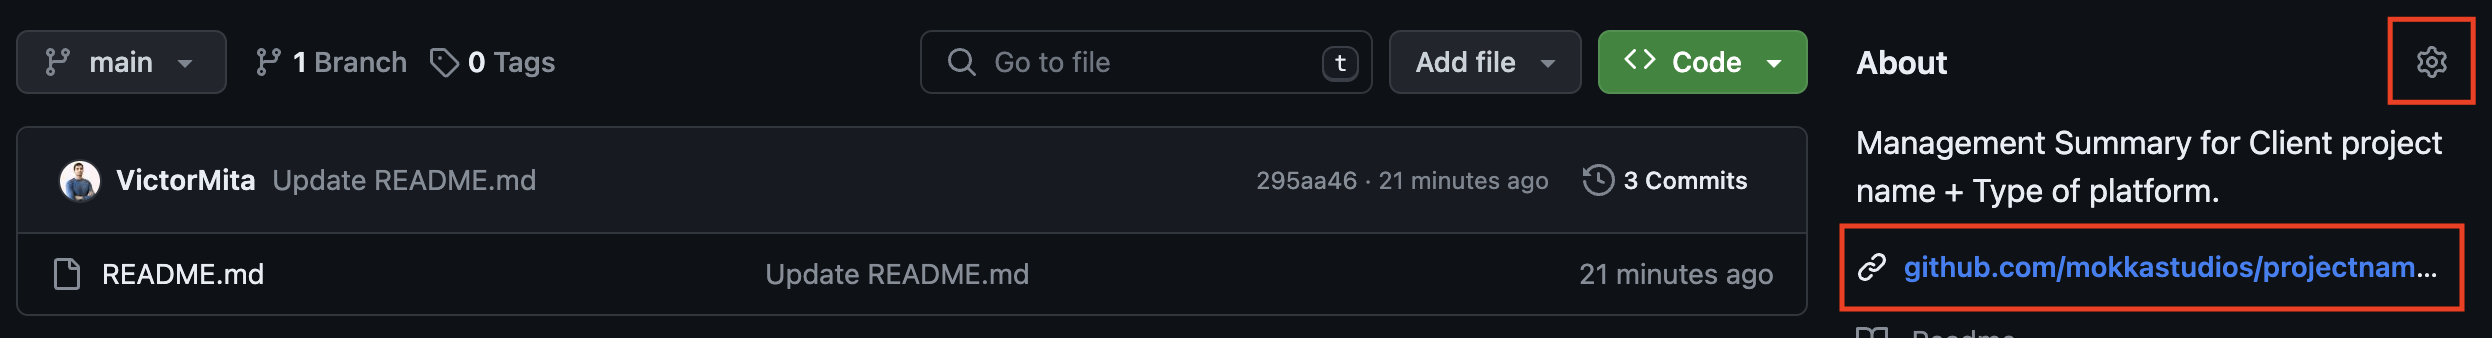 main
1 Branch
0 Tags
Go to file
t
Add file
Code
About
VictorMita Update README.md
295aa46 · 21 minutes ago
3 Commits
Management Summary for Client project
name + Type of platform.
README.md
Update README.md
21 minutes ago
github.com/mokkastudios/projectnam...
Readme